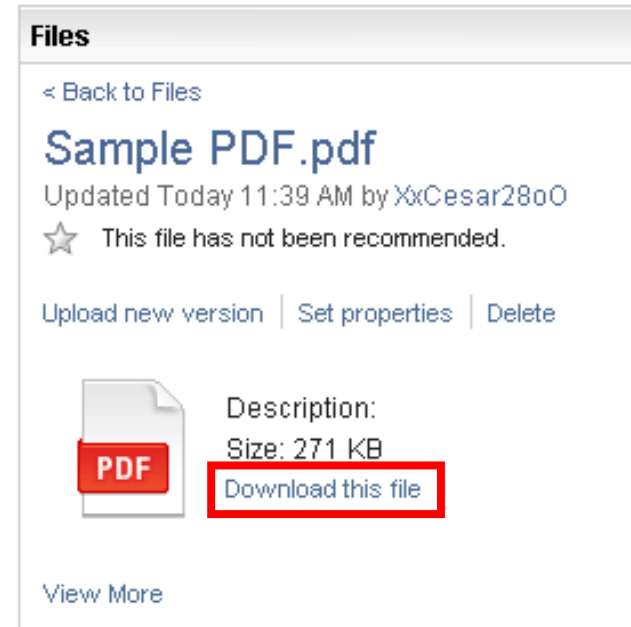 Files
< Back to Files
Sample PDF.pdf
Updated Today 11:39 AM by XxCesar28oO
This file has not been recommended.
Upload new version | Set properties | Delete
Description:
Size: 271 KB
PDF
Download this file
View More